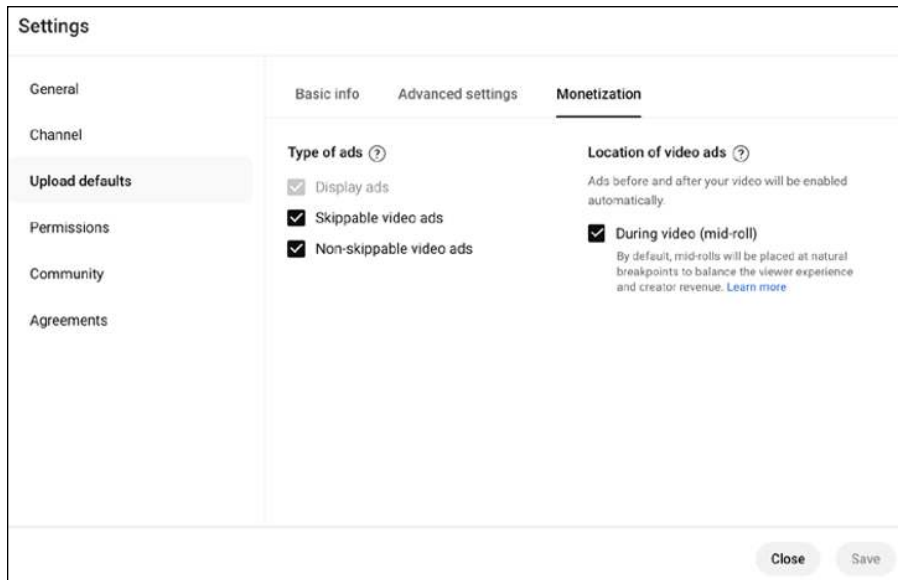 Settings
General
Channel
Upload defaults
Permissions
Community
Agreements
Basic info Advanced settings Monetization
Type of ads ?
Display ads
Skippable video ads
Non-skippable video ads
Location of video ads ?
Ads before and after your video will be enabled
automatically.
During video (mid-roll)
By default, mid-rolls will be placed at natural
breakpoints to balance the viewer experience
and creator revenue. Learn more
Close Save